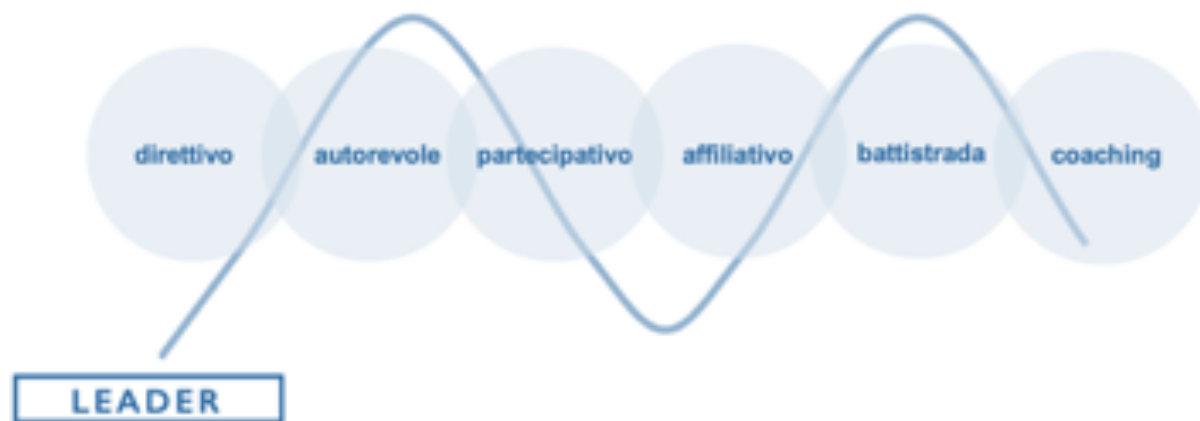 direttivo
autorevole
partecipativo
affiliativo
battistrada
coaching
LEADER